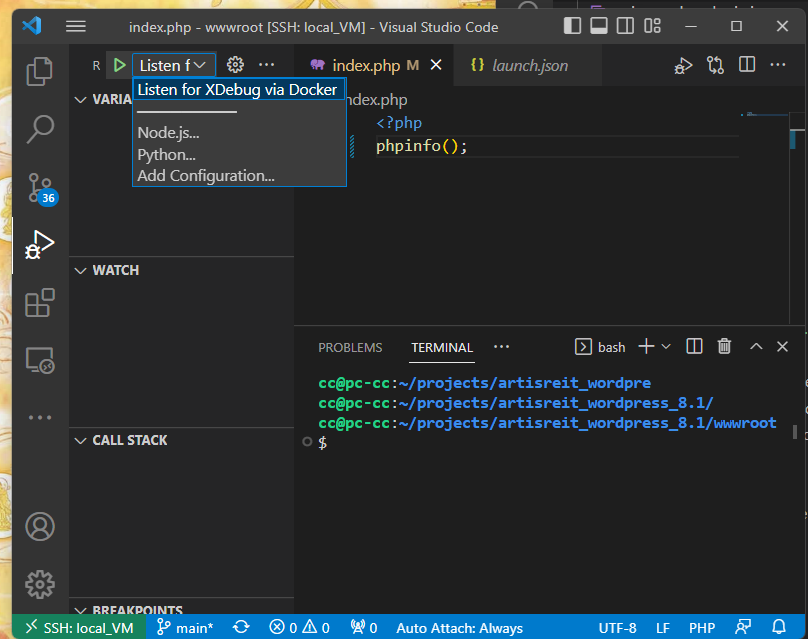 index.php - wwwroot [SSH: local_VM] - Visual Studio Code
R
Listen f
index.php M
launch.json
Listen for XDebug via Docker
Node.js...
Python...
Add Configuration...
VARIA
ndex.php
<?php
phpinfo();
36
WATCH
CALL STACK
BREAKPOINTS
PROBLEMS
TERMINAL
bash
cc@pc-cc:~/projects/artisreit_wordpre
cc@pc-cc:~/projects/artisreit_wordpress_8.1/
cc@pc-cc:~/projects/artisreit_wordpress_8.1/wwwroot
$
SSH: local_VM
main*
0
0
0
Auto Attach: Always
UTF-8
LF
PHP